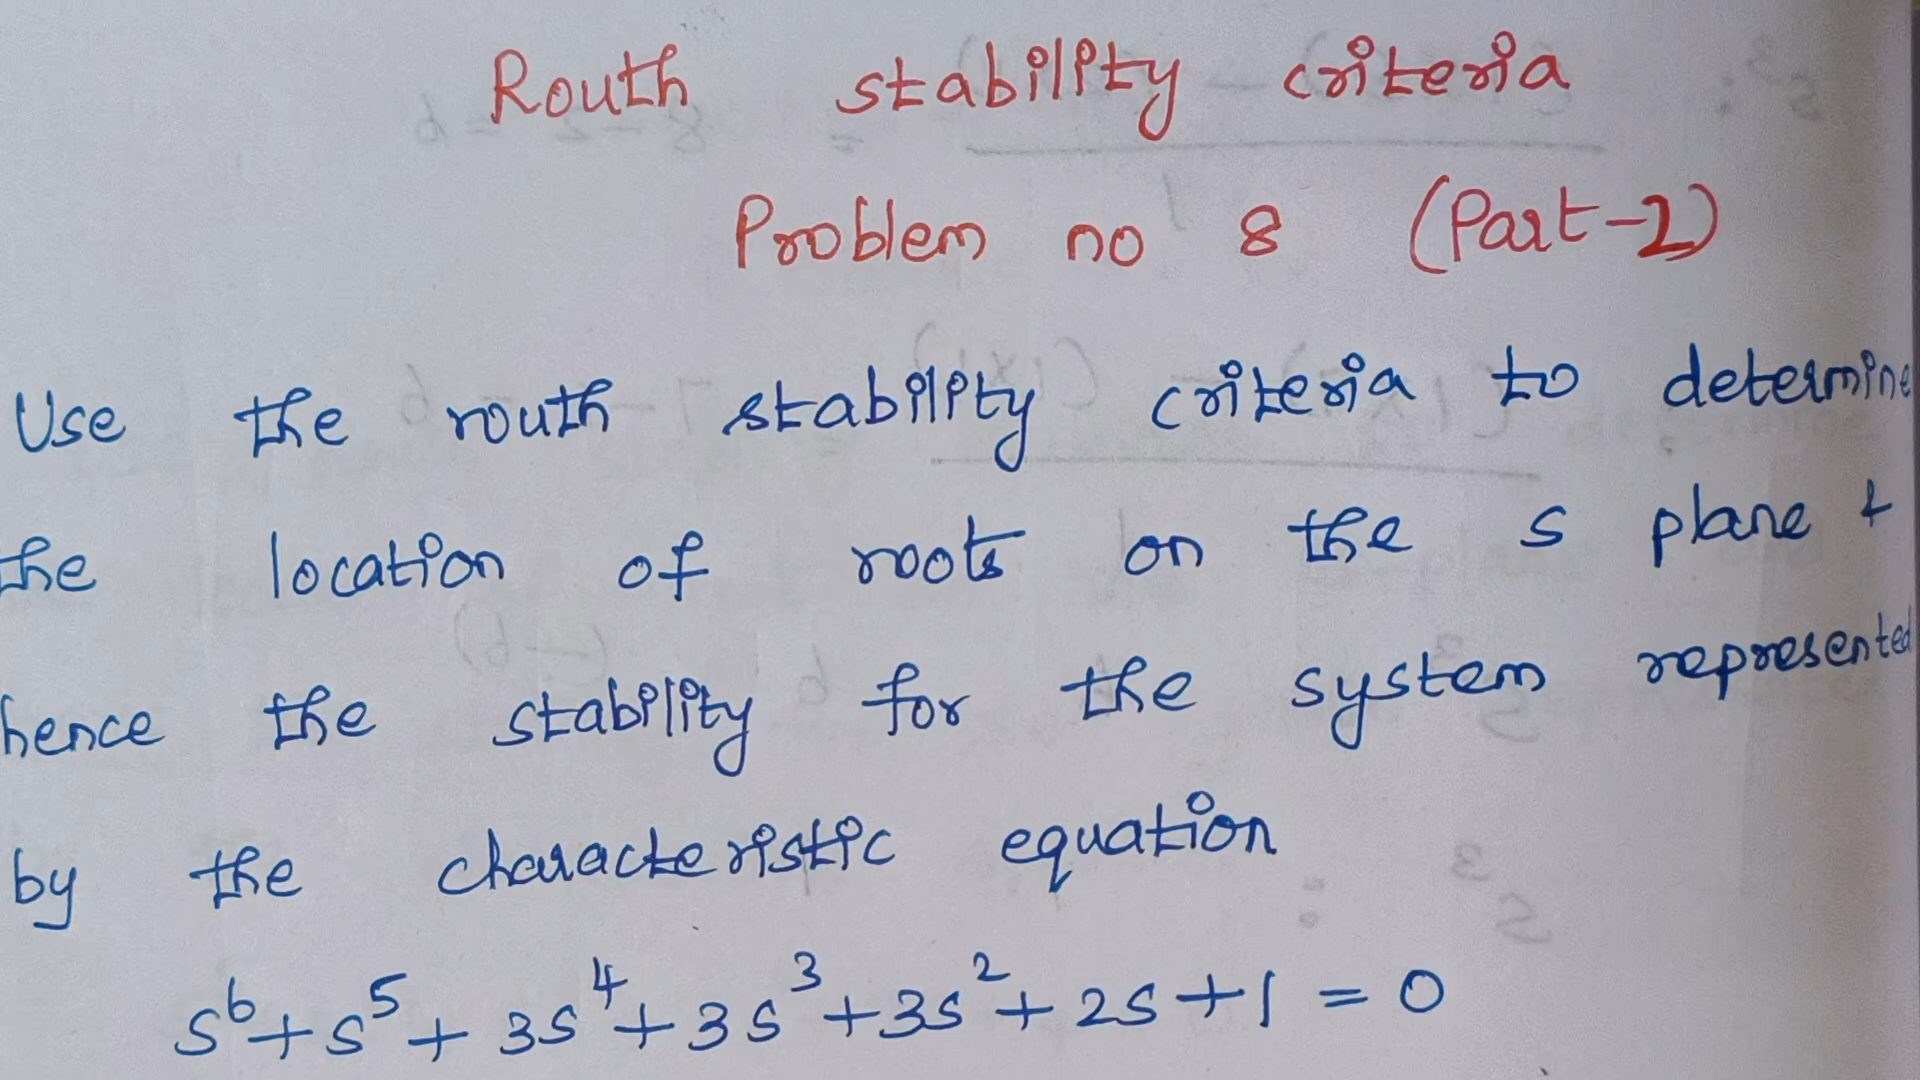 Routh stability criteria
Problem no 8 (Part-2)
Use the routh stability criteria to determine
the location of roots on the s plane &
hence the stability for the system represented
by the characteristic equation
s⁶+s⁵+3s⁴+3s³+3s²+2s+1=0